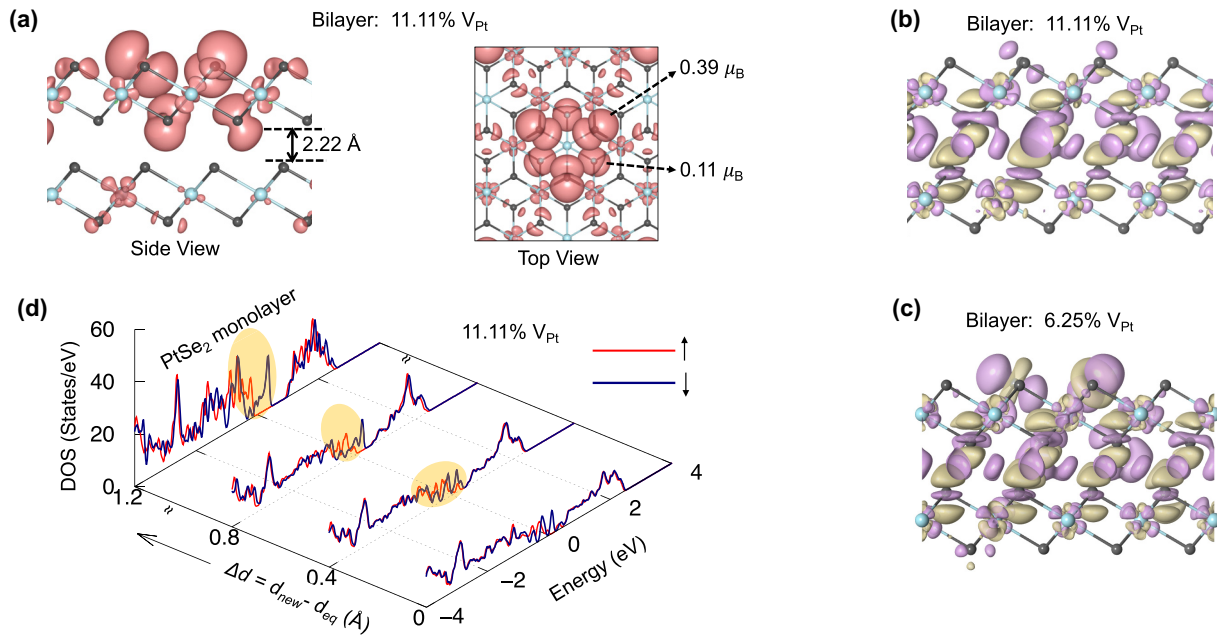 (a)
Bilayer: 11.11% V_Pt
0.39 μ_B
2.22 Å
0.11 μ_B
Side View
Top View
(b)
Bilayer: 11.11% V_Pt
(c)
Bilayer: 6.25% V_Pt
(d)
PtSe₂ monolayer
11.11% V_Pt
↑
↓
DOS (States/eV)
60
40
20
0
1.2
≈
0.8
0.4
0
Δd = d_new - d_eq (Å)
≈
−4
−2
0
2
4
Energy (eV)